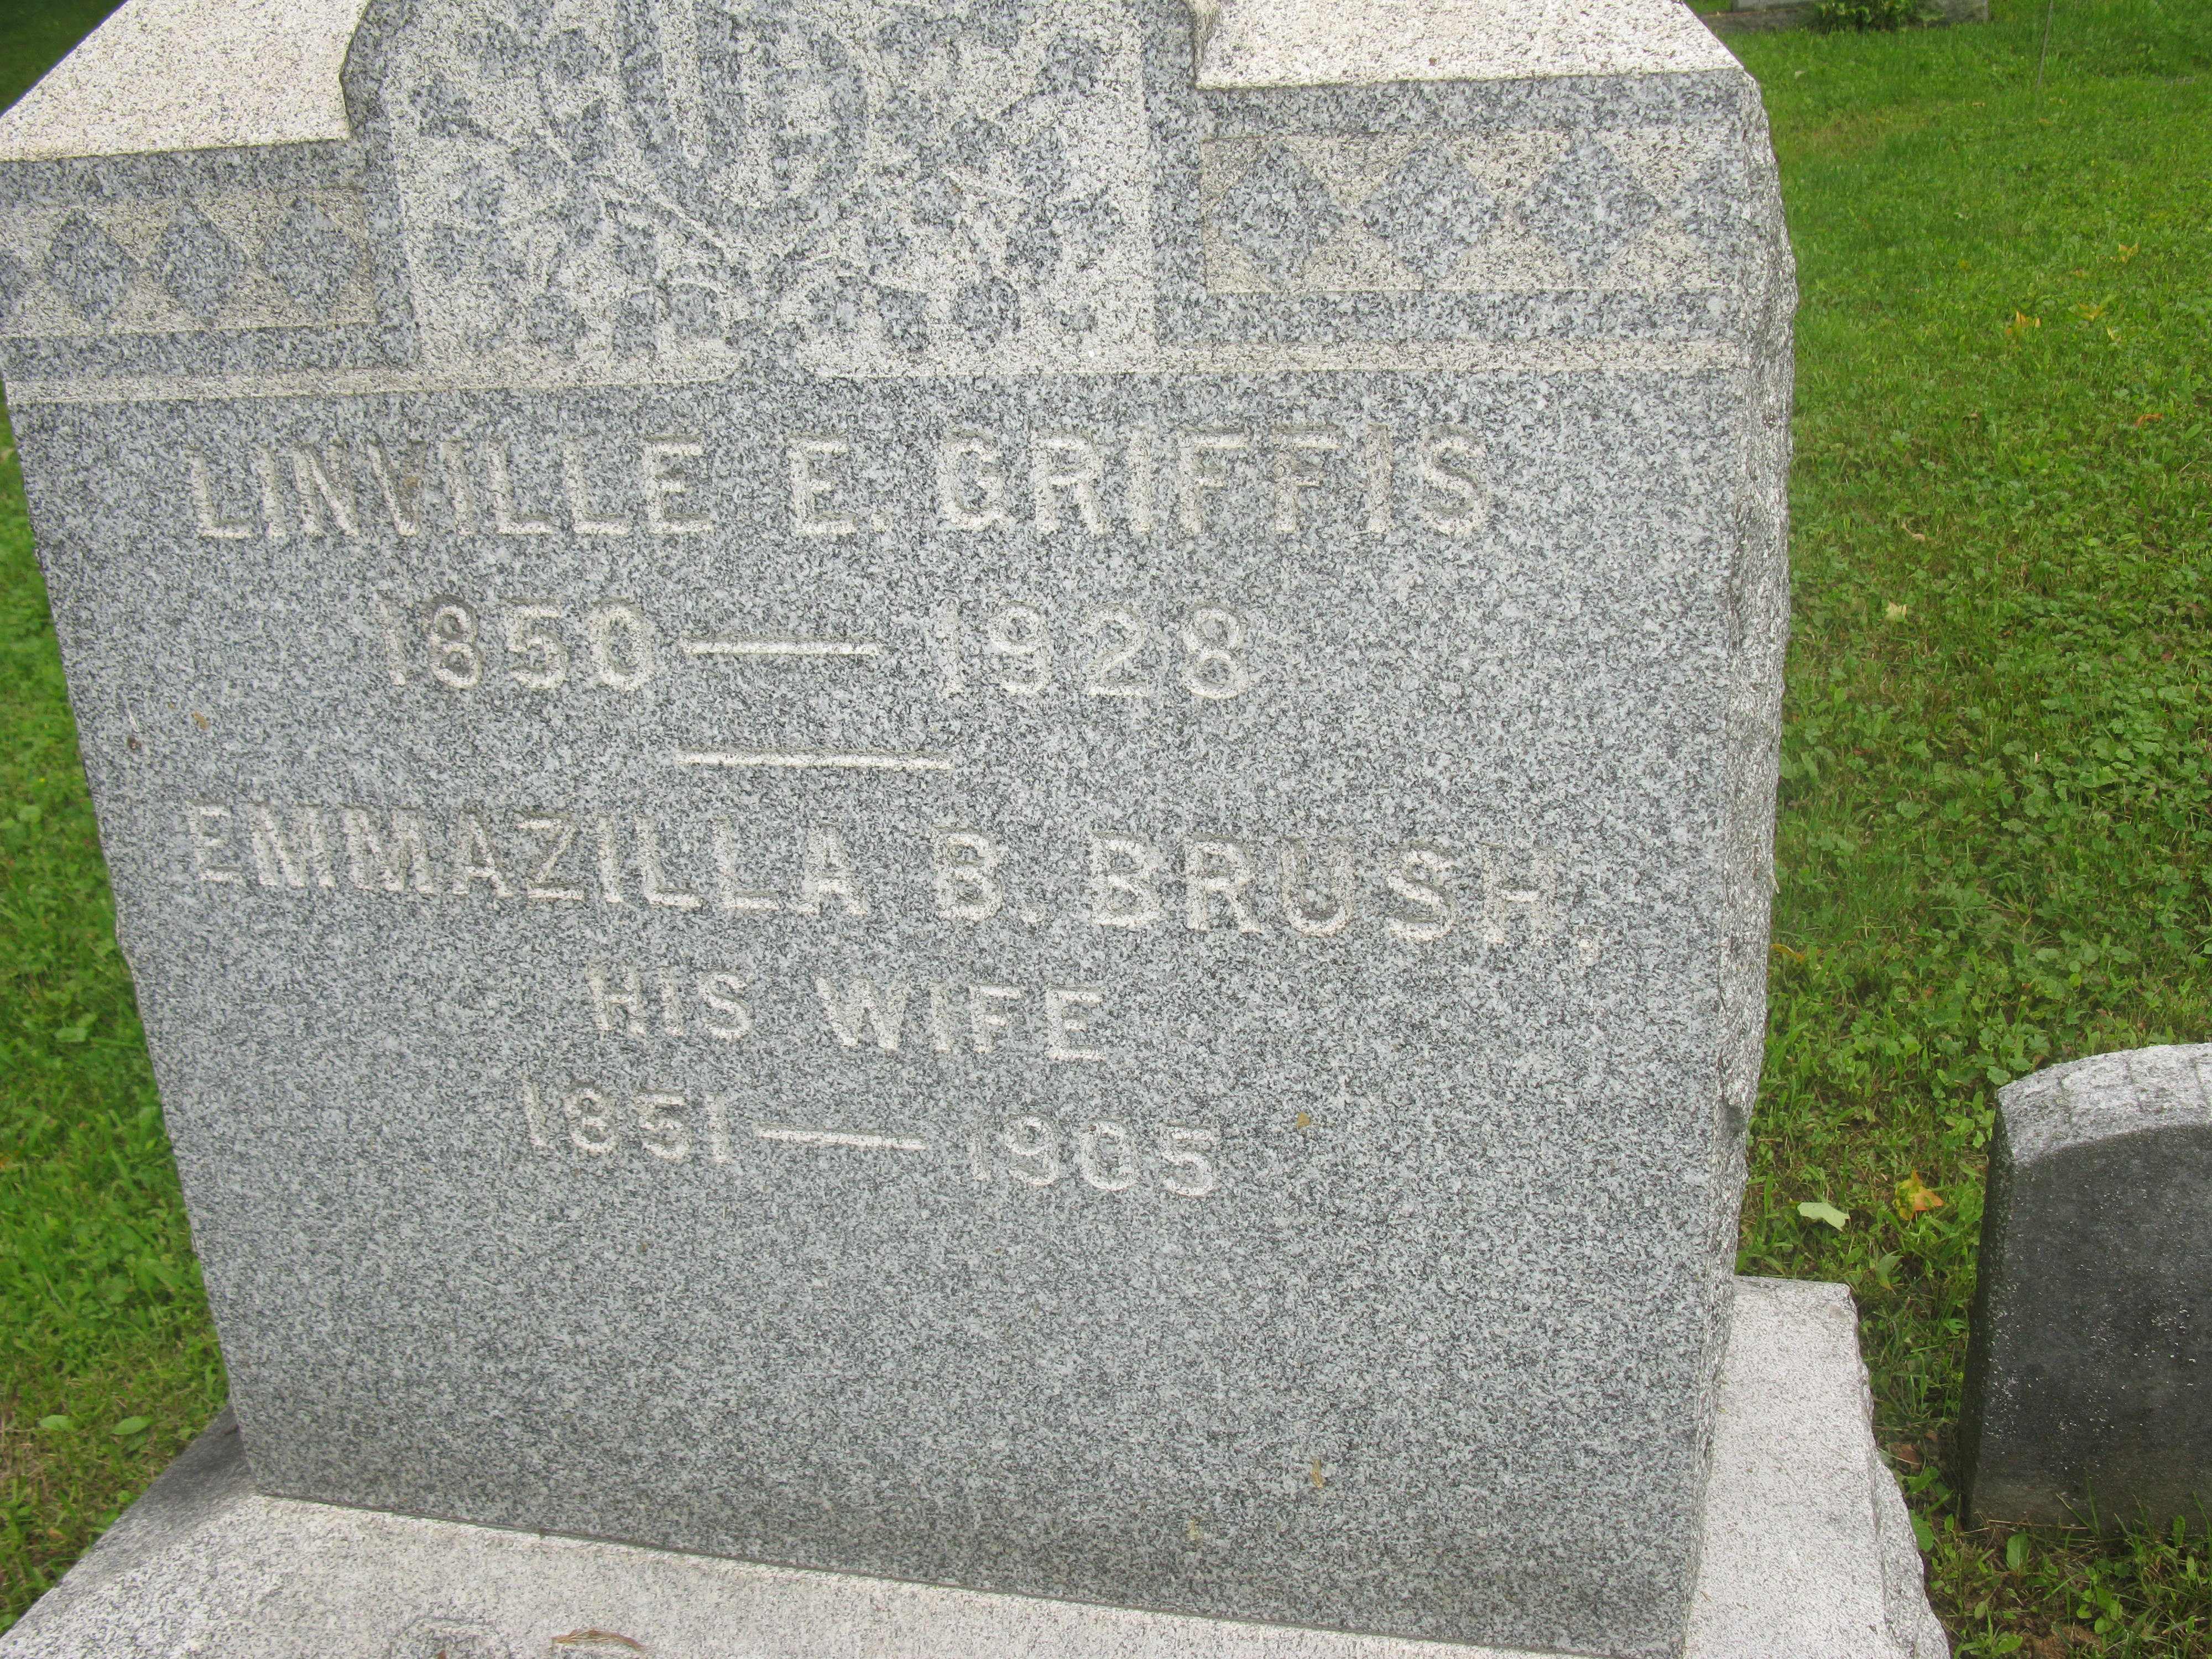 LINVILLE E. GRIFFIS
1850 — 1928
EMMAZILLA B. BRUSH,
HIS WIFE
1851 — 1905